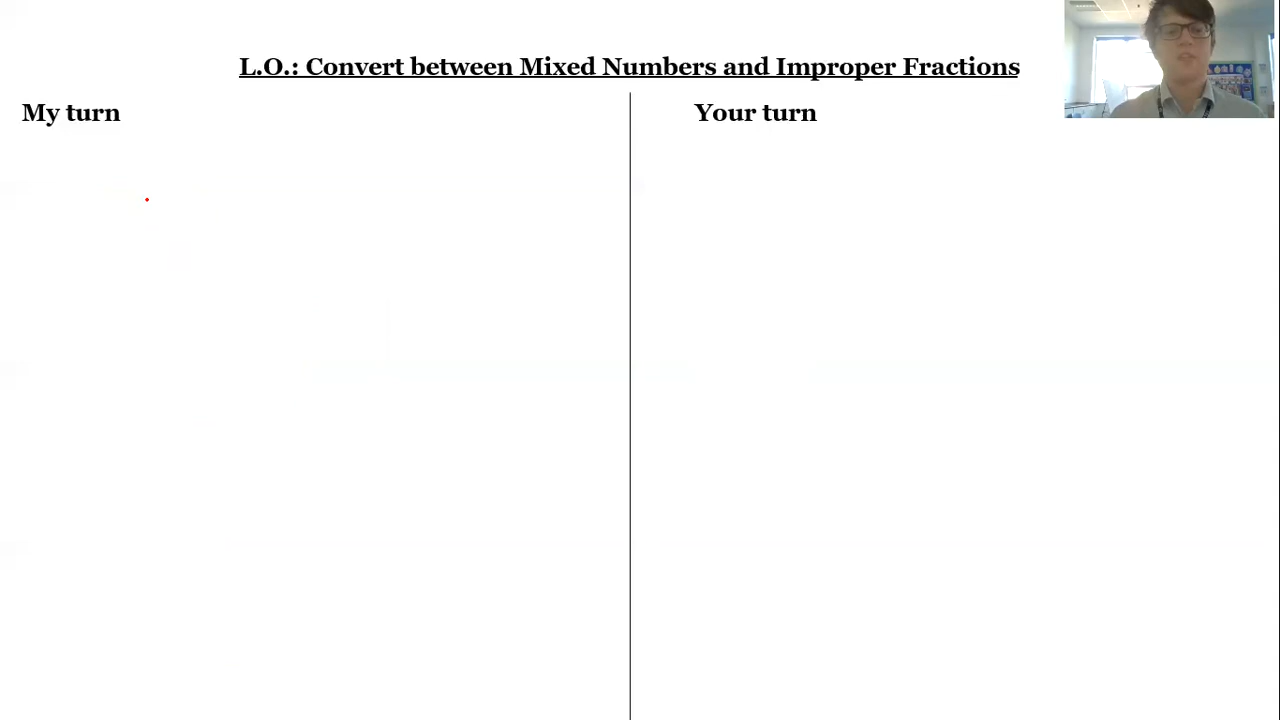 L.O.: Convert between Mixed Numbers and Improper Fractions
My turn
Your turn